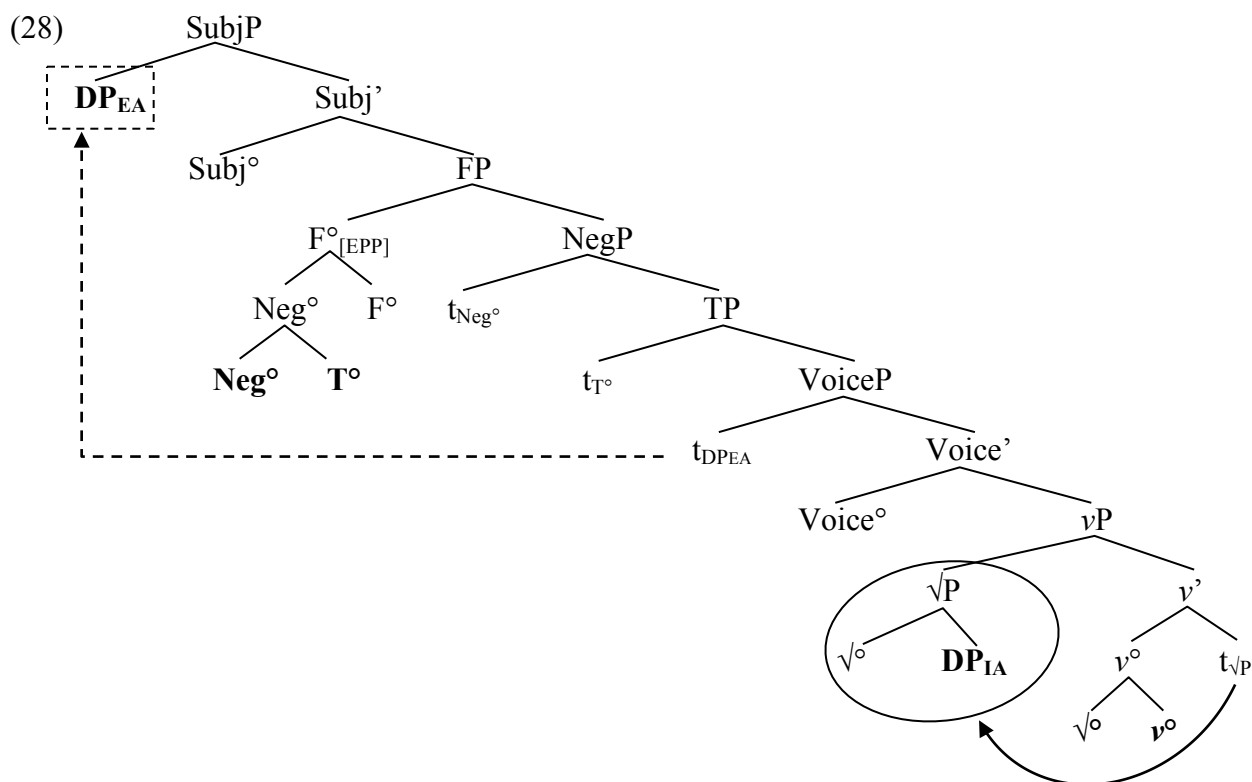 (28) SubjP
DP_EA Subj’
Subj° FP
F°_[EPP] NegP
Neg° F° t_Neg° TP
Neg° T° t_T° VoiceP
t_DP_EA Voice’
Voice° vP
√P v’
√° DP_IA v° t_√P
√° v°